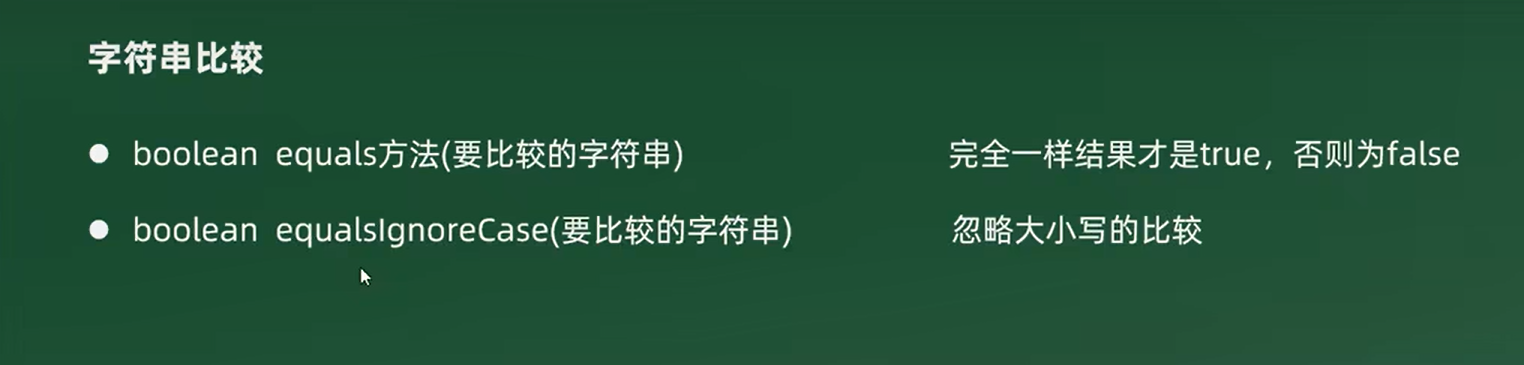 字符串比较
● boolean equals方法(要比较的字符串) 完全一样结果才是true，否则为false
● boolean equalsIgnoreCase(要比较的字符串) 忽略大小写的比较